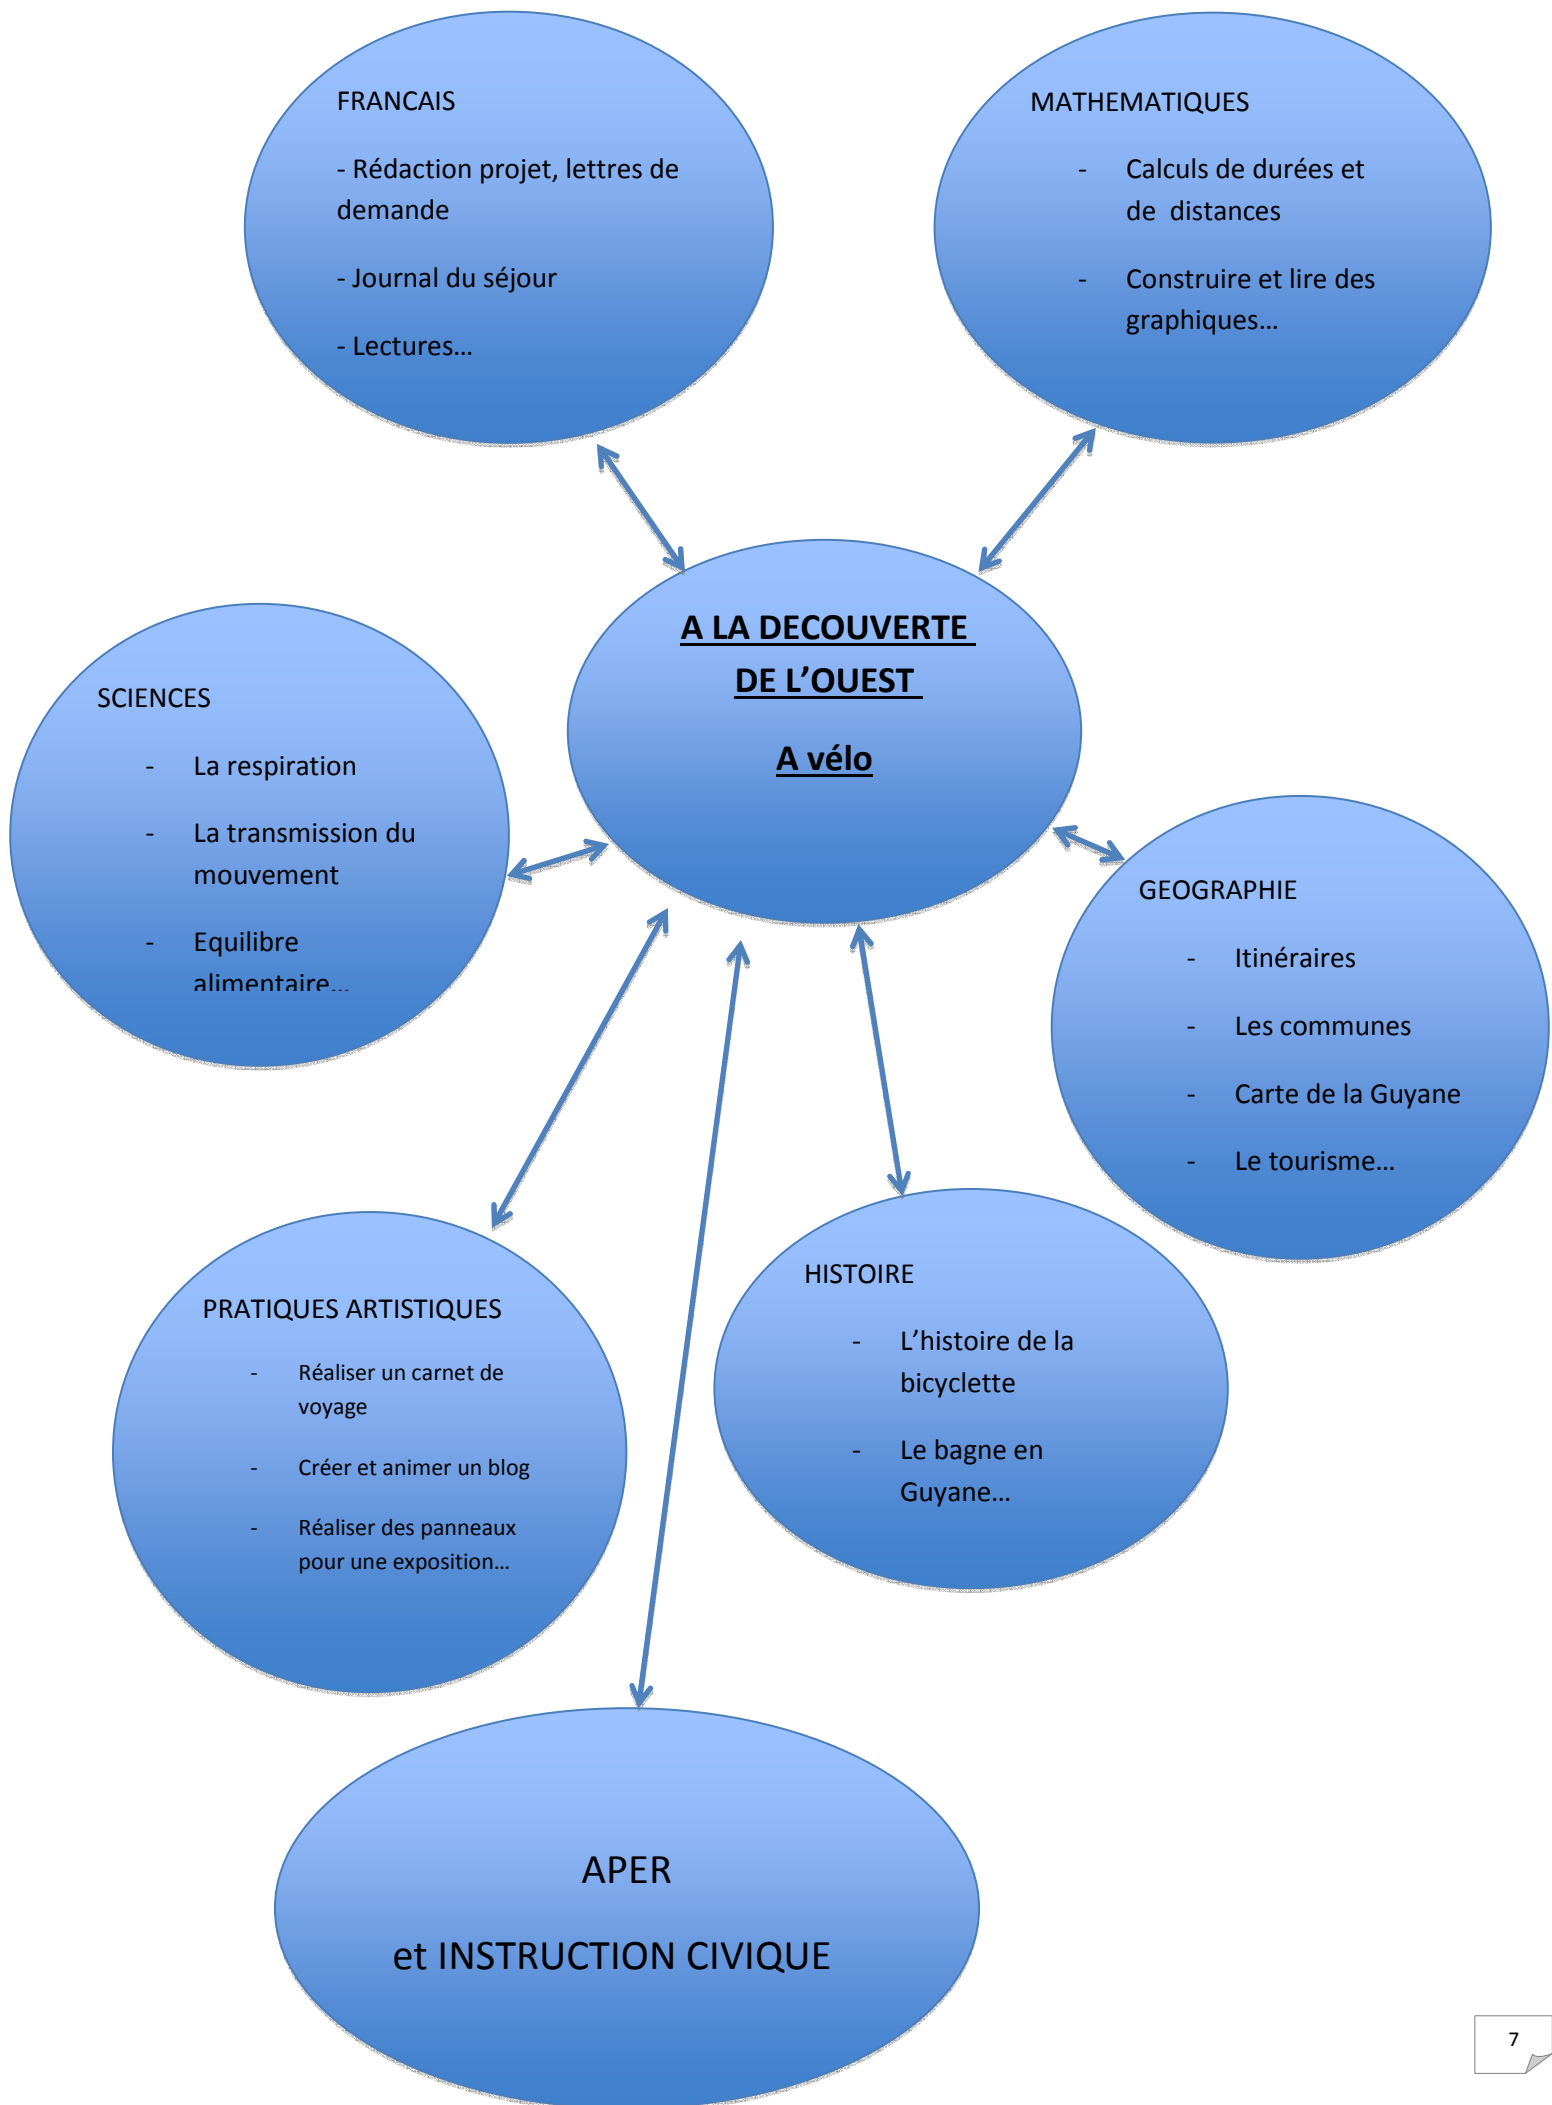 FRANCAIS
- Rédaction projet, lettres de
demande
- Journal du séjour
- Lectures…
MATHEMATIQUES
- Calculs de durées et
de distances
- Construire et lire des
graphiques…
A LA DECOUVERTE
DE L’OUEST
A vélo
SCIENCES
- La respiration
- La transmission du
mouvement
- Equilibre
alimentaire…
GEOGRAPHIE
- Itinéraires
- Les communes
- Carte de la Guyane
- Le tourisme…
PRATIQUES ARTISTIQUES
- Réaliser un carnet de
voyage
- Créer et animer un blog
- Réaliser des panneaux
pour une exposition…
HISTOIRE
- L’histoire de la
bicyclette
- Le bagne en
Guyane…
APER
et INSTRUCTION CIVIQUE
7